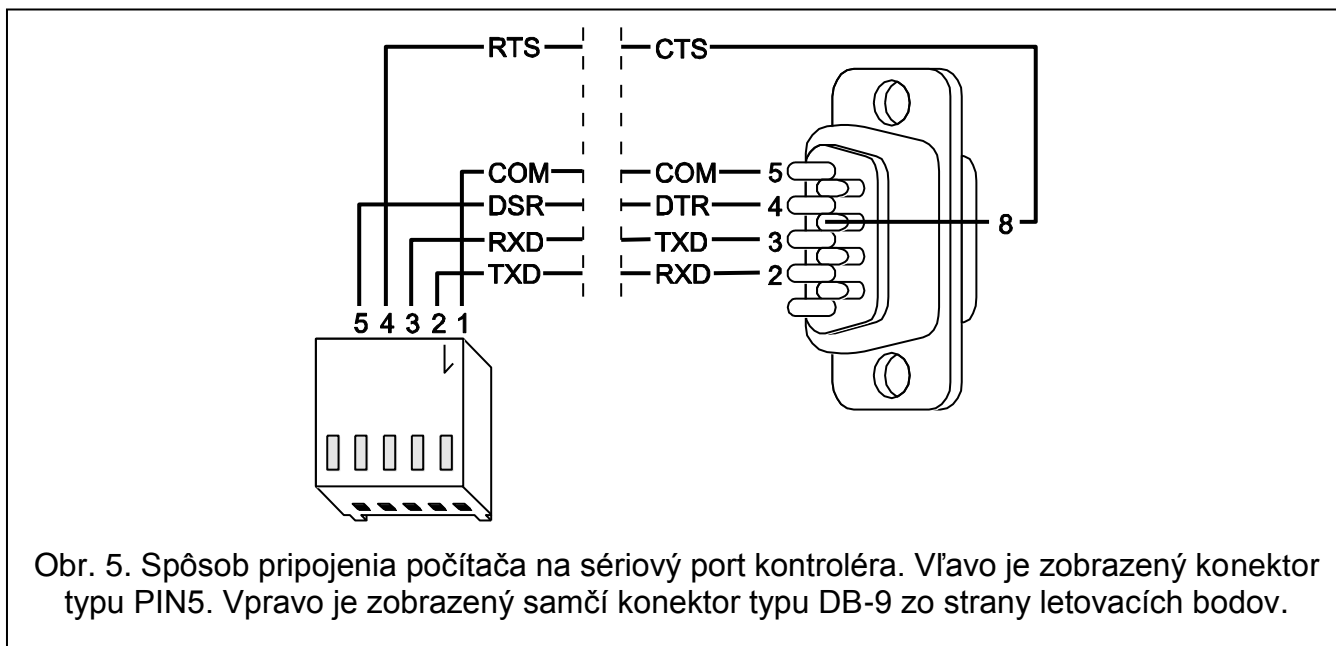 RTS CTS
COM COM 5
DSR DTR 4 8
RXD TXD 3
TXD RXD 2
5 4 3 2 1
Obr. 5. Spôsob pripojenia počítača na sériový port kontroléra. Vľavo je zobrazený konektor
typu PIN5. Vpravo je zobrazený samčí konektor typu DB-9 zo strany letovacích bodov.